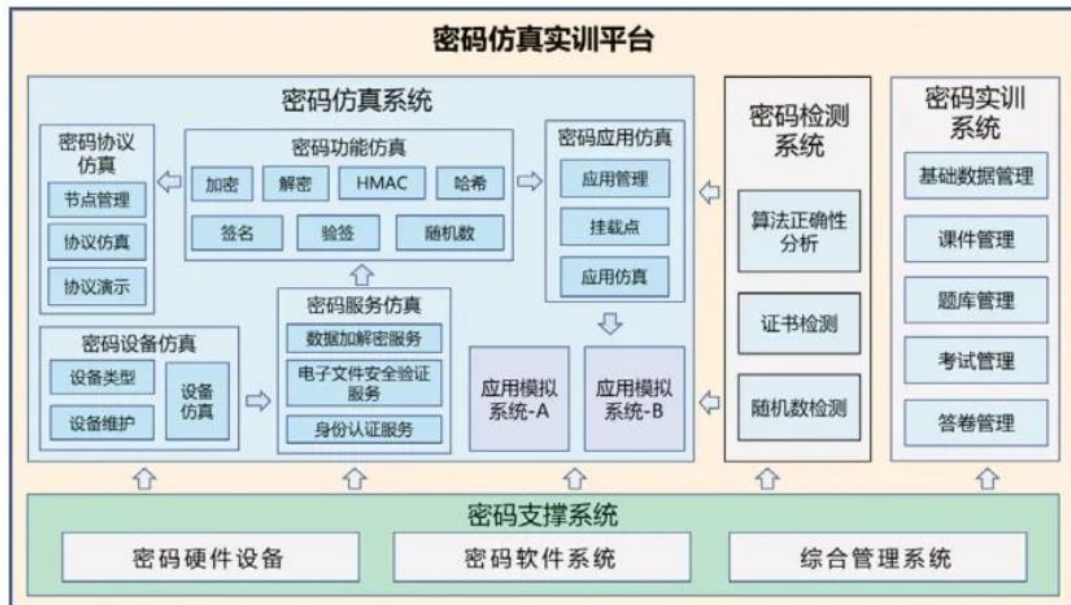 密码仿真实训平台
密码仿真系统
密码协议
仿真
节点管理
协议仿真
协议演示
密码功能仿真
加密
解密
HMAC
哈希
签名
验签
随机数
密码应用仿真
应用管理
挂载点
应用仿真
密码设备仿真
设备类型
设备维护
设备
仿真
密码服务仿真
数据加解密服务
电子文件安全验证
服务
身份认证服务
应用模拟
系统-A
应用模拟
系统-B
密码检测
系统
算法正确性
分析
证书检测
随机数检测
密码实训
系统
基础数据管理
课件管理
题库管理
考试管理
答卷管理
密码支撑系统
密码硬件设备
密码软件系统
综合管理系统